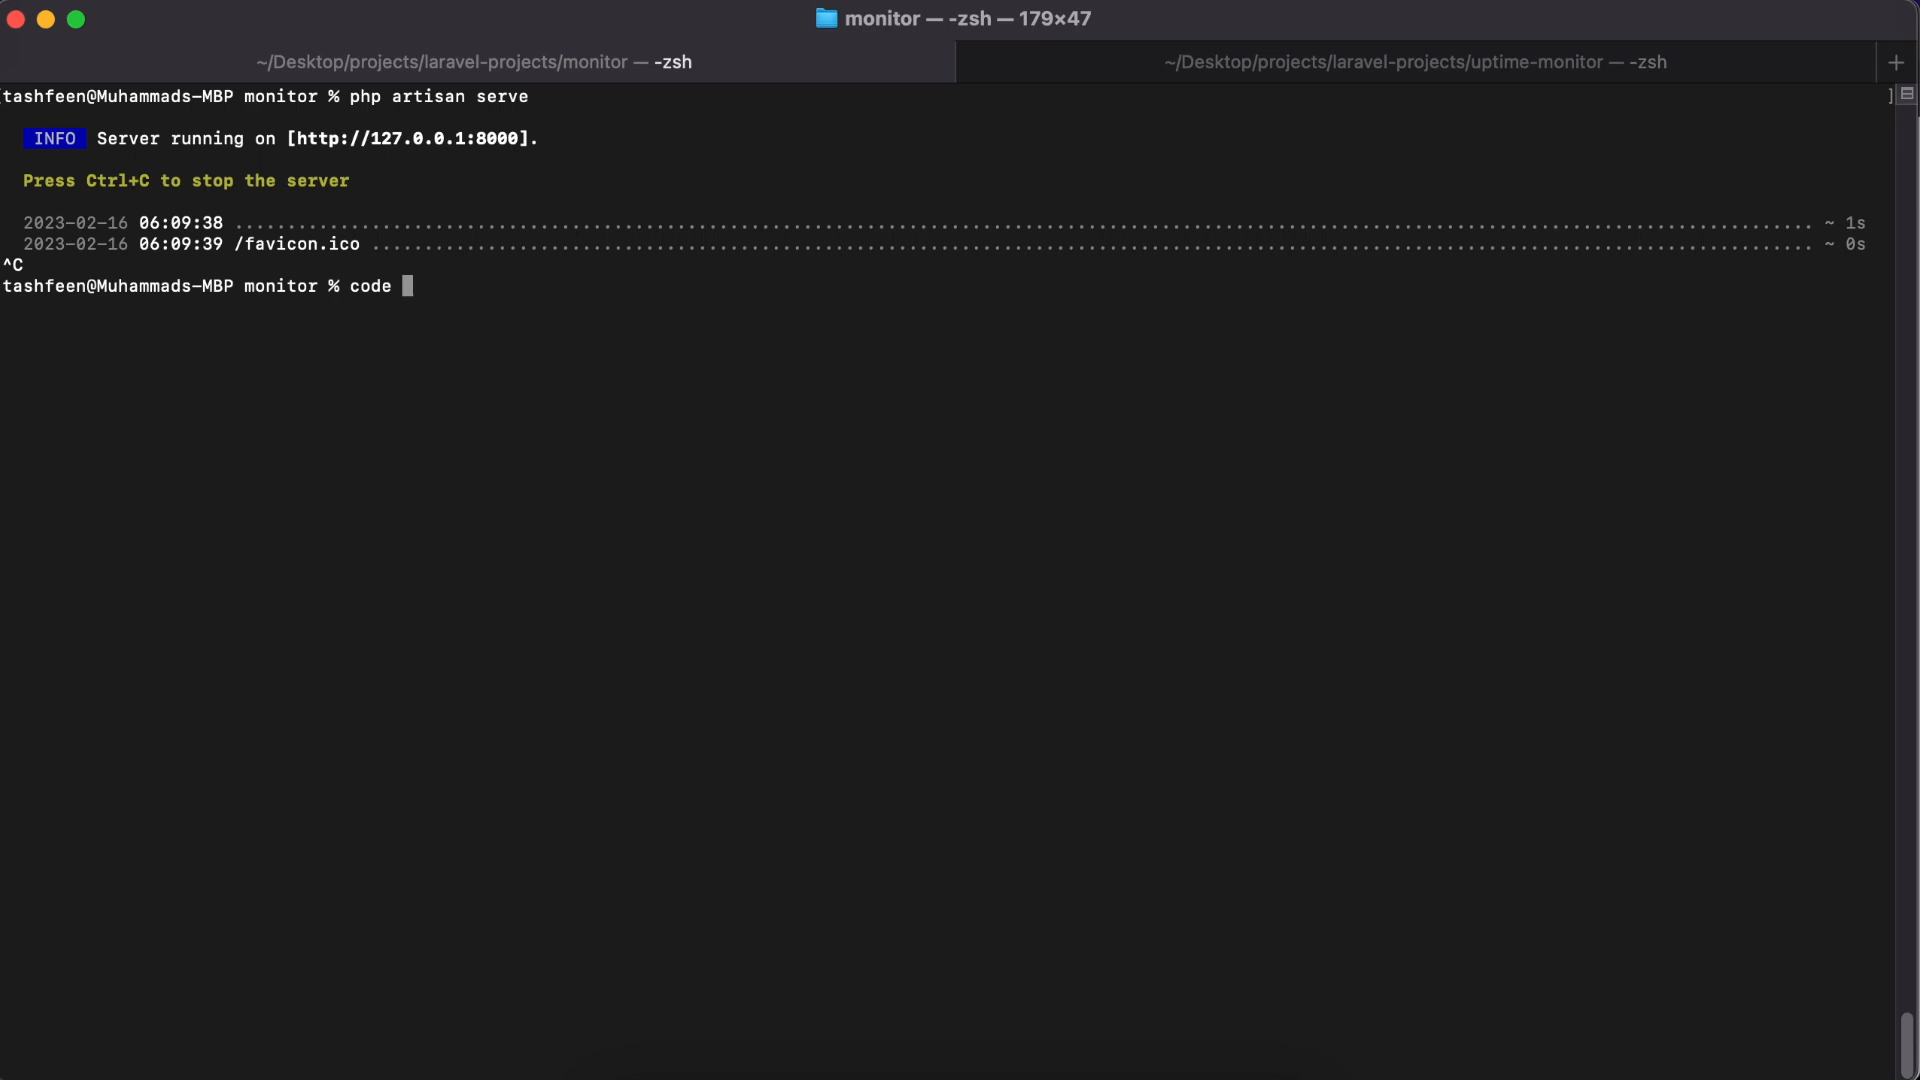 monitor — -zsh — 179×47
~/Desktop/projects/laravel-projects/monitor — -zsh
~/Desktop/projects/laravel-projects/uptime-monitor — -zsh
+
[tashfeen@Muhammads-MBP monitor % php artisan serve ]
INFO Server running on [http://127.0.0.1:8000].
Press Ctrl+C to stop the server
2023-02-16 06:09:38 ...................................................................................................................................................... ~ 1s
2023-02-16 06:09:39 /favicon.ico ......................................................................................................................................... ~ 0s
^C
tashfeen@Muhammads-MBP monitor % code